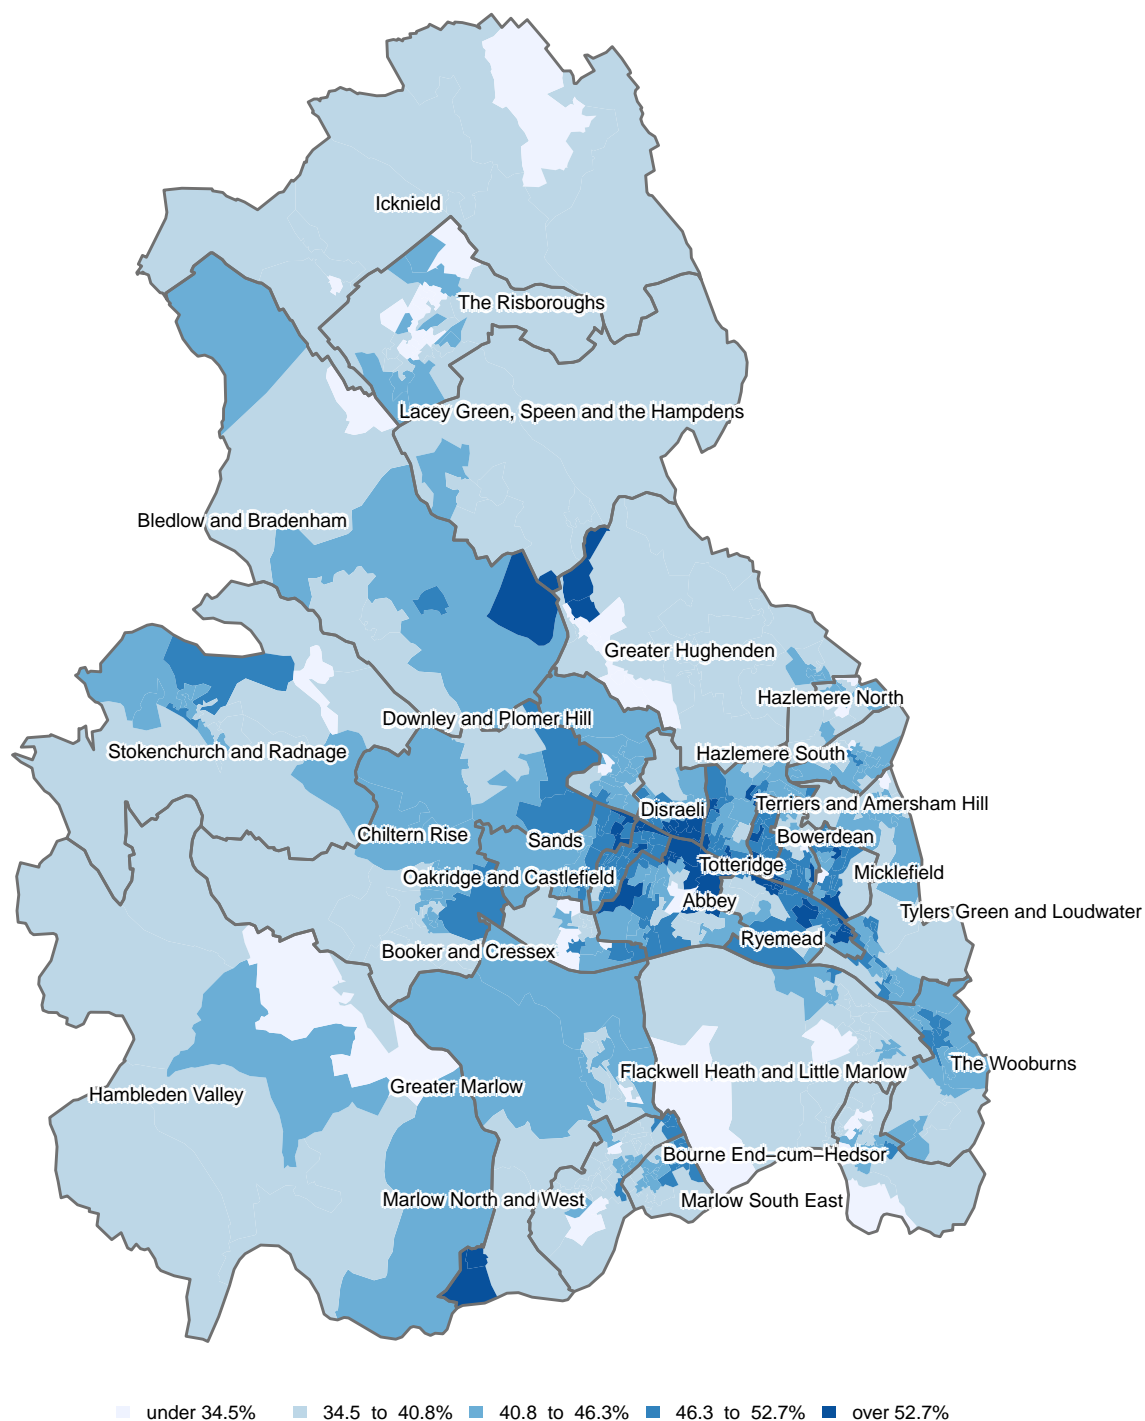 Icknield
The Risboroughs
Lacey Green, Speen and the Hampdens
Bledlow and Bradenham
Greater Hughenden
Hazlemere North
Downley and Plomer Hill
Stokenchurch and Radnage
Hazlemere South
Disraeli
Terriers and Amersham Hill
Chiltern Rise
Sands
Bowerdean
Totteridge
Oakridge and Castlefield
Micklefield
Abbey
Tylers Green and Loudwater
Ryemead
Booker and Cressex
The Wooburns
Flackwell Heath and Little Marlow
Greater Marlow
Hambleden Valley
Bourne End−cum−Hedsor
Marlow North and West
Marlow South East
under 34.5% 34.5 to 40.8% 40.8 to 46.3% 46.3 to 52.7% over 52.7%